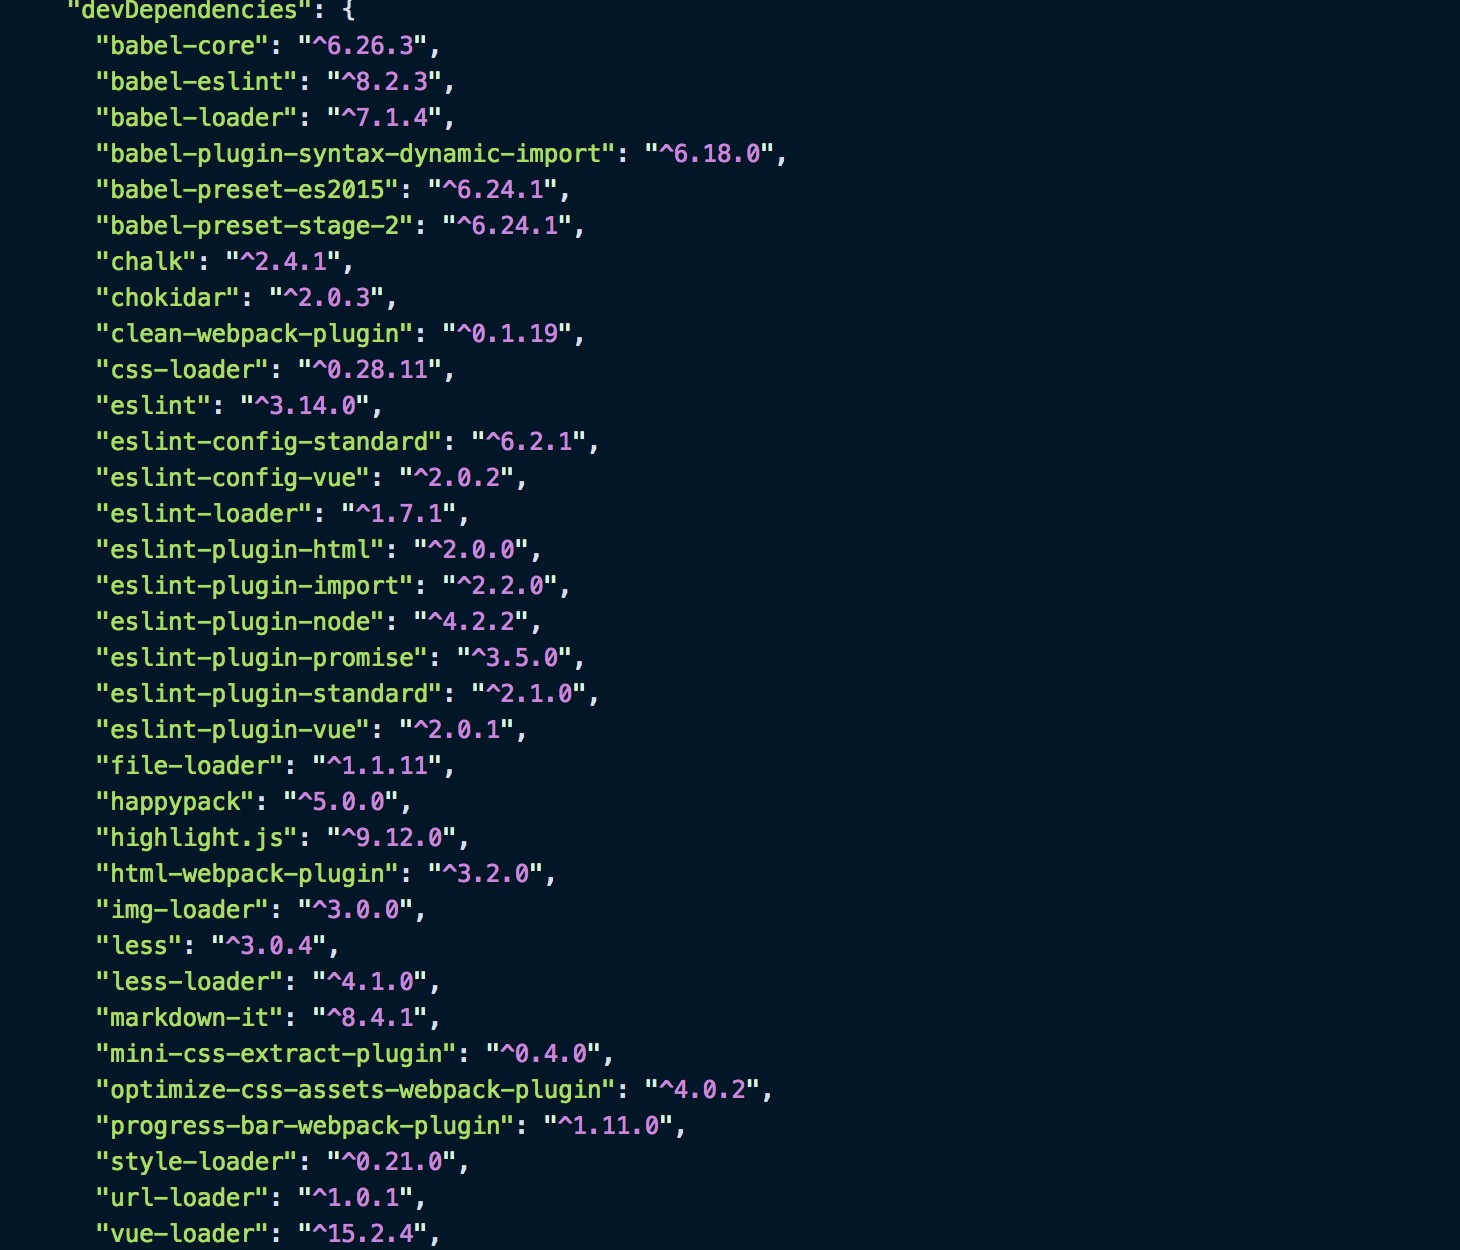 "devDependencies": {
"babel-core": "^6.26.3",
"babel-eslint": "^8.2.3",
"babel-loader": "^7.1.4",
"babel-plugin-syntax-dynamic-import": "^6.18.0",
"babel-preset-es2015": "^6.24.1",
"babel-preset-stage-2": "^6.24.1",
"chalk": "^2.4.1",
"chokidar": "^2.0.3",
"clean-webpack-plugin": "^0.1.19",
"css-loader": "^0.28.11",
"eslint": "^3.14.0",
"eslint-config-standard": "^6.2.1",
"eslint-config-vue": "^2.0.2",
"eslint-loader": "^1.7.1",
"eslint-plugin-html": "^2.0.0",
"eslint-plugin-import": "^2.2.0",
"eslint-plugin-node": "^4.2.2",
"eslint-plugin-promise": "^3.5.0",
"eslint-plugin-standard": "^2.1.0",
"eslint-plugin-vue": "^2.0.1",
"file-loader": "^1.1.11",
"happypack": "^5.0.0",
"highlight.js": "^9.12.0",
"html-webpack-plugin": "^3.2.0",
"img-loader": "^3.0.0",
"less": "^3.0.4",
"less-loader": "^4.1.0",
"markdown-it": "^8.4.1",
"mini-css-extract-plugin": "^0.4.0",
"optimize-css-assets-webpack-plugin": "^4.0.2",
"progress-bar-webpack-plugin": "^1.11.0",
"style-loader": "^0.21.0",
"url-loader": "^1.0.1",
"vue-loader": "^15.2.4",